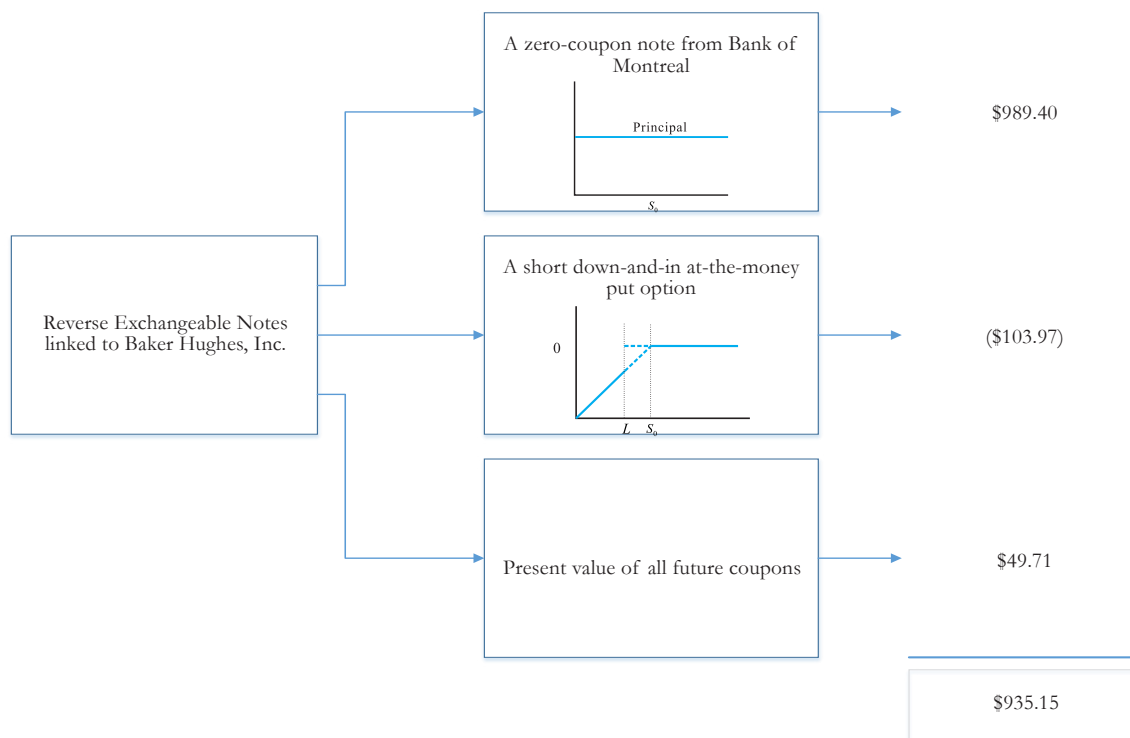 A zero-coupon note from Bank of
Montreal
Principal
S₀
$989.40
Reverse Exchangeable Notes
linked to Baker Hughes, Inc.
A short down-and-in at-the-money
put option
0
L S₀
($103.97)
Present value of all future coupons
$49.71
$935.15